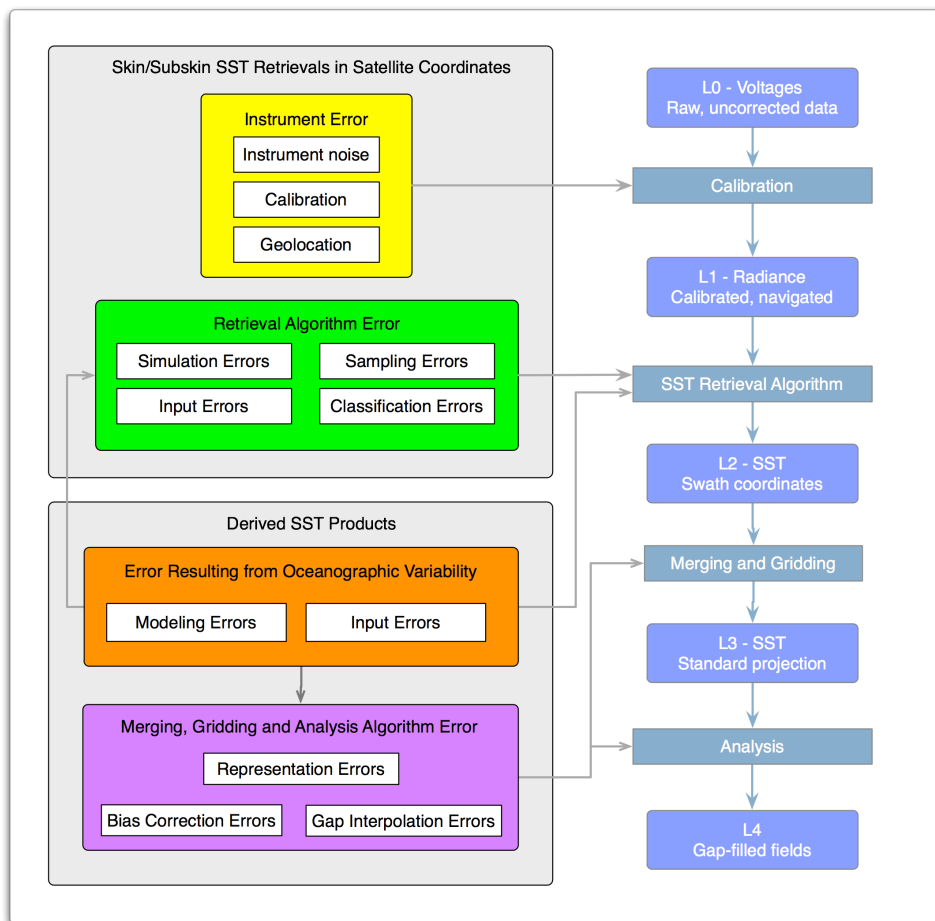 Skin/Subskin SST Retrievals in Satellite Coordinates
Instrument Error
Instrument noise
Calibration
Geolocation
Retrieval Algorithm Error
Simulation Errors
Sampling Errors
Input Errors
Classification Errors
Derived SST Products
Error Resulting from Oceanographic Variability
Modeling Errors
Input Errors
Merging, Gridding and Analysis Algorithm Error
Representation Errors
Bias Correction Errors
Gap Interpolation Errors
L0 - Voltages
Raw, uncorrected data
Calibration
L1 - Radiance
Calibrated, navigated
SST Retrieval Algorithm
L2 - SST
Swath coordinates
Merging and Gridding
L3 - SST
Standard projection
Analysis
L4
Gap-filled fields